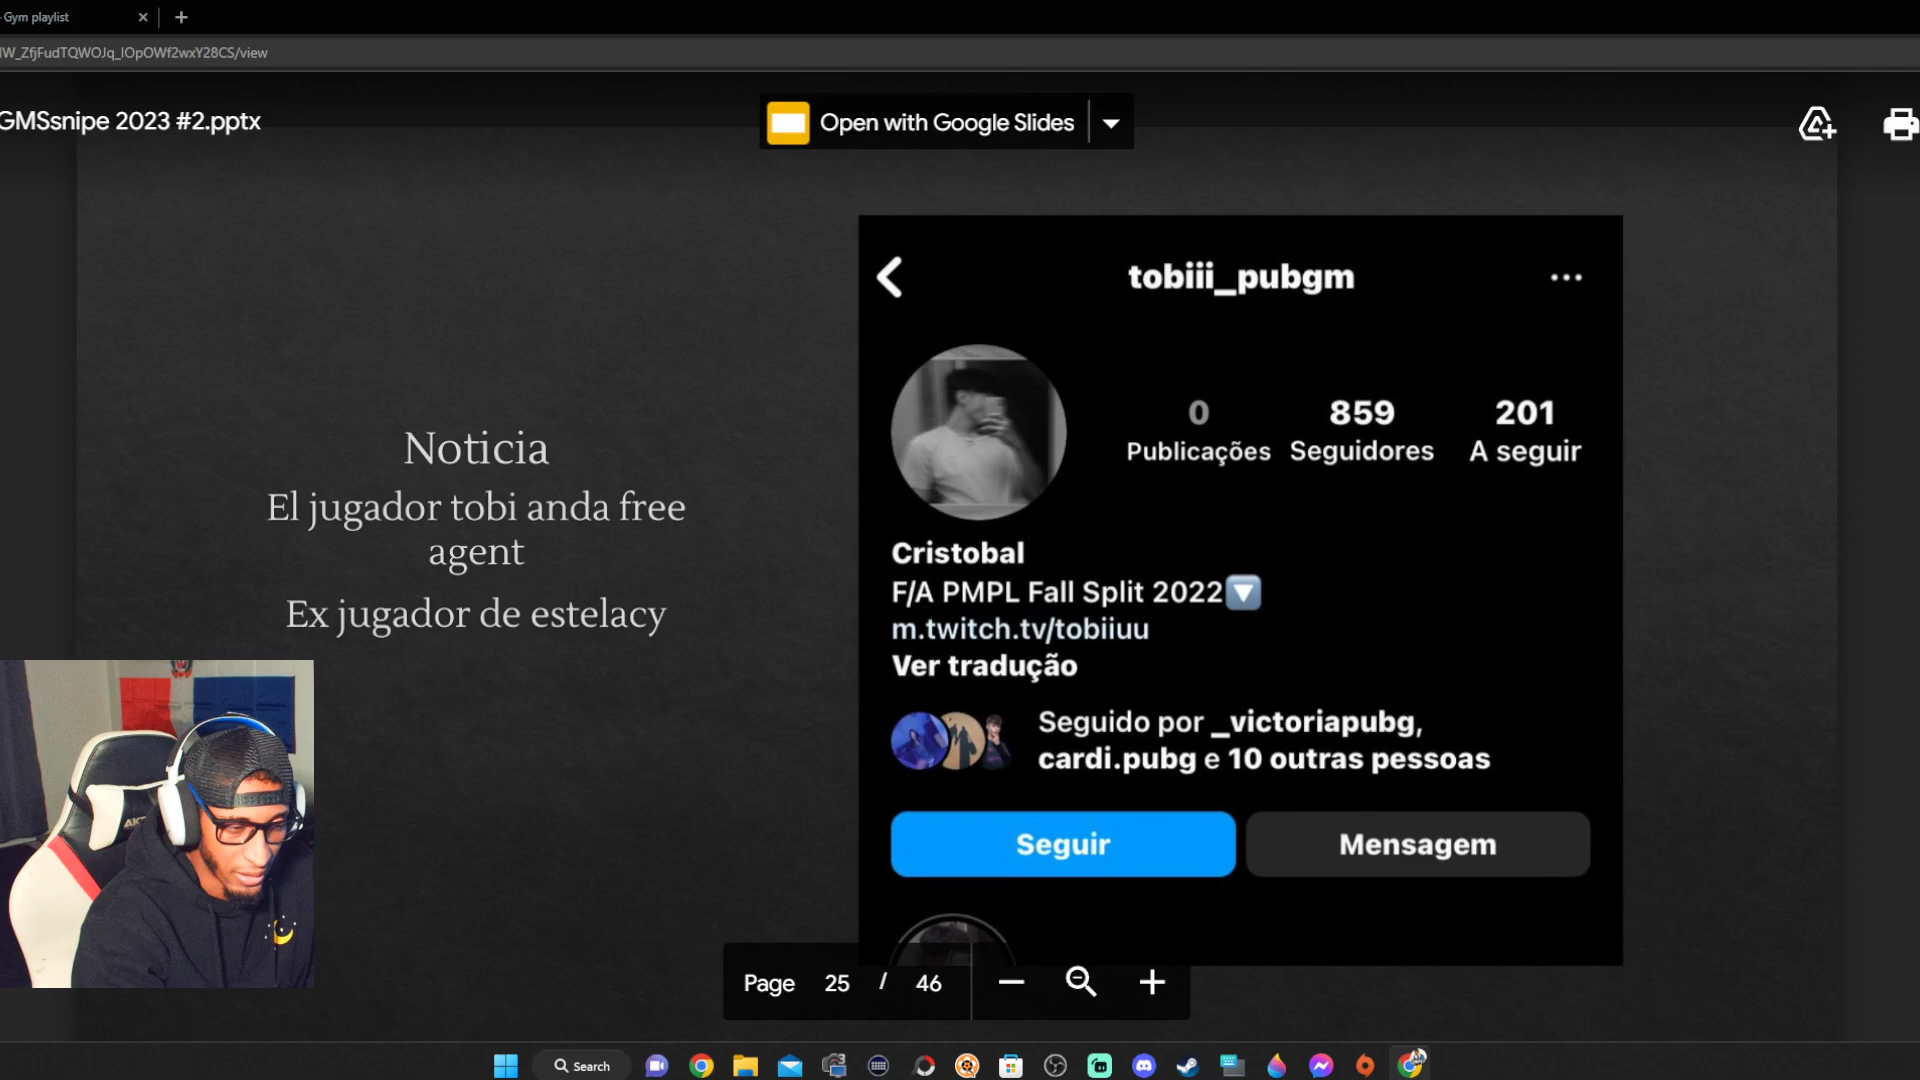 Gym playlist
W_ZfjFudTQWOJq_IOpOWf2wxY28CS/view
GMSsnipe 2023 #2.pptx
Open with Google Slides
tobiii_pubgm
0
859
201
Publicações
Seguidores
A seguir
Noticia
El jugador tobi anda free
agent
Ex jugador de estelacy
Cristobal
F/A PMPL Fall Split 2022
m.twitch.tv/tobiiuu
Ver tradução
Seguido por _victoriapubg,
cardi.pubg e 10 outras pessoas
Seguir
Mensagem
Page 25 / 46
Search